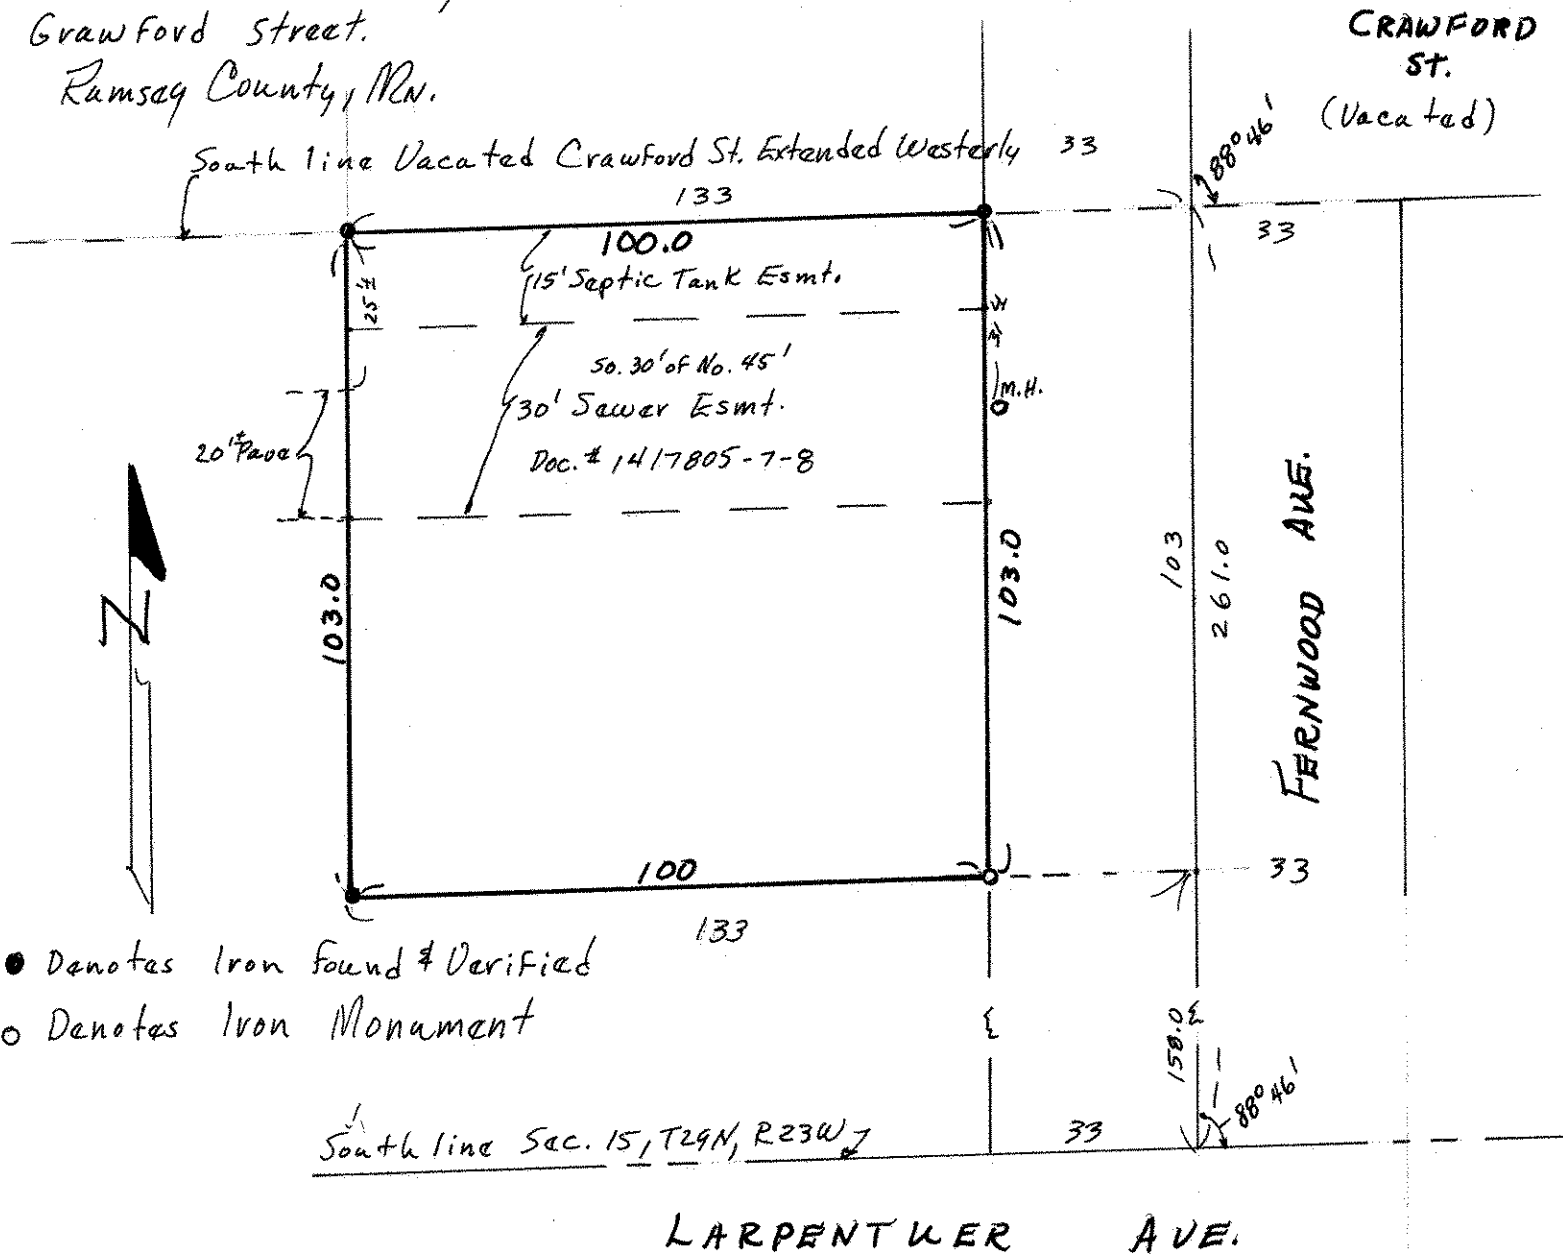 Grawford Street.
Ramsey County, MN.
CRAWFORD
ST.
(Vacated)
South line Vacated Crawford St. Extended Westerly
33
88°46'
133
100.0
33
15' Septic Tank Esmt.
25'±
So. 30' of No. 45'
30' Sewer Esmt.
Doc. # 1417805-7-8
M.H.
20'± Pave
N
103.0
103.0
103
261.0
FERNWOOD AVE.
100
133
33
● Denotes Iron found & Verified
○ Denotes Iron Monument
158.0
88°46'
South line Sec. 15, T29N, R23W
33
LARPENTUER AVE.